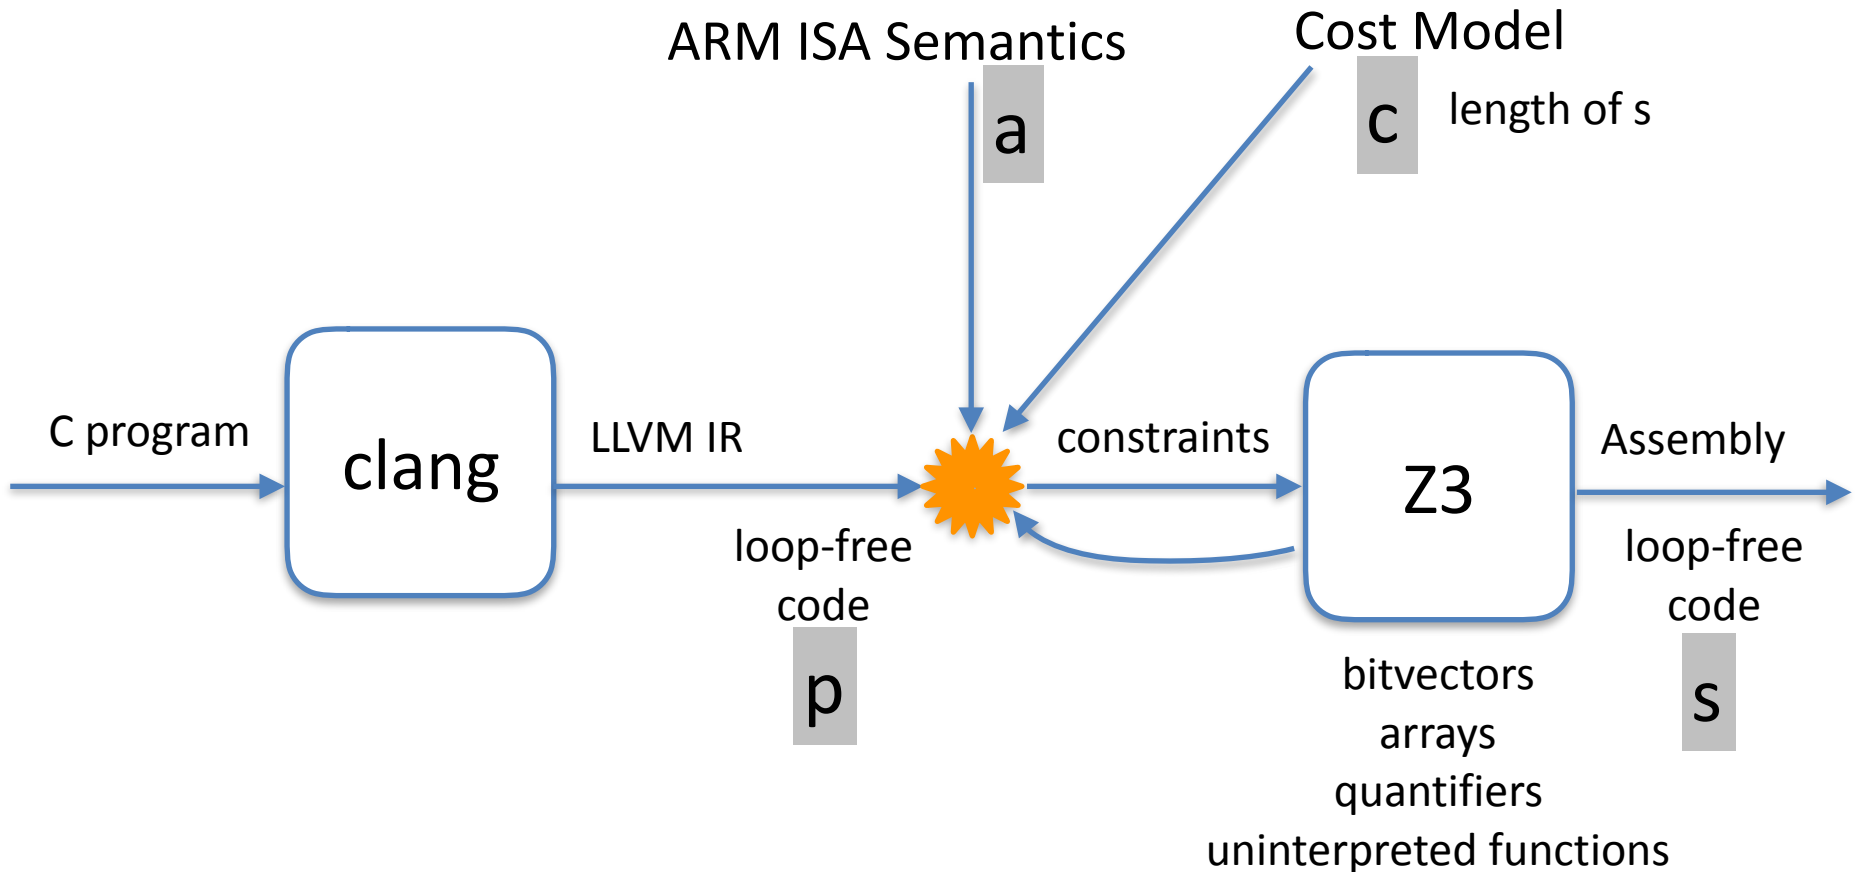 ARM ISA Semantics
a
Cost Model
c
length of s
C program
clang
LLVM IR
loop-free
code
p
constraints
Z3
bitvectors
arrays
quantifiers
uninterpreted functions
Assembly
loop-free
code
s